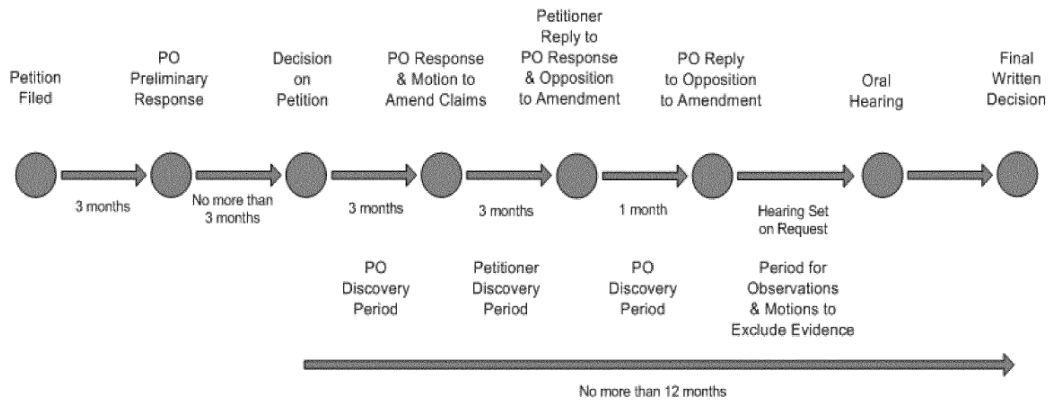 Petition
Filed
PO
Preliminary
Response
Decision
on
Petition
PO Response
& Motion to
Amend Claims
Petitioner
Reply to
PO Response
& Opposition
to Amendment
PO Reply
to Opposition
to Amendment
Oral
Hearing
Final
Written
Decision
3 months
No more than
3 months
3 months
3 months
1 month
Hearing Set
on Request
PO
Discovery
Period
Petitioner
Discovery
Period
PO
Discovery
Period
Period for
Observations
& Motions to
Exclude Evidence
No more than 12 months